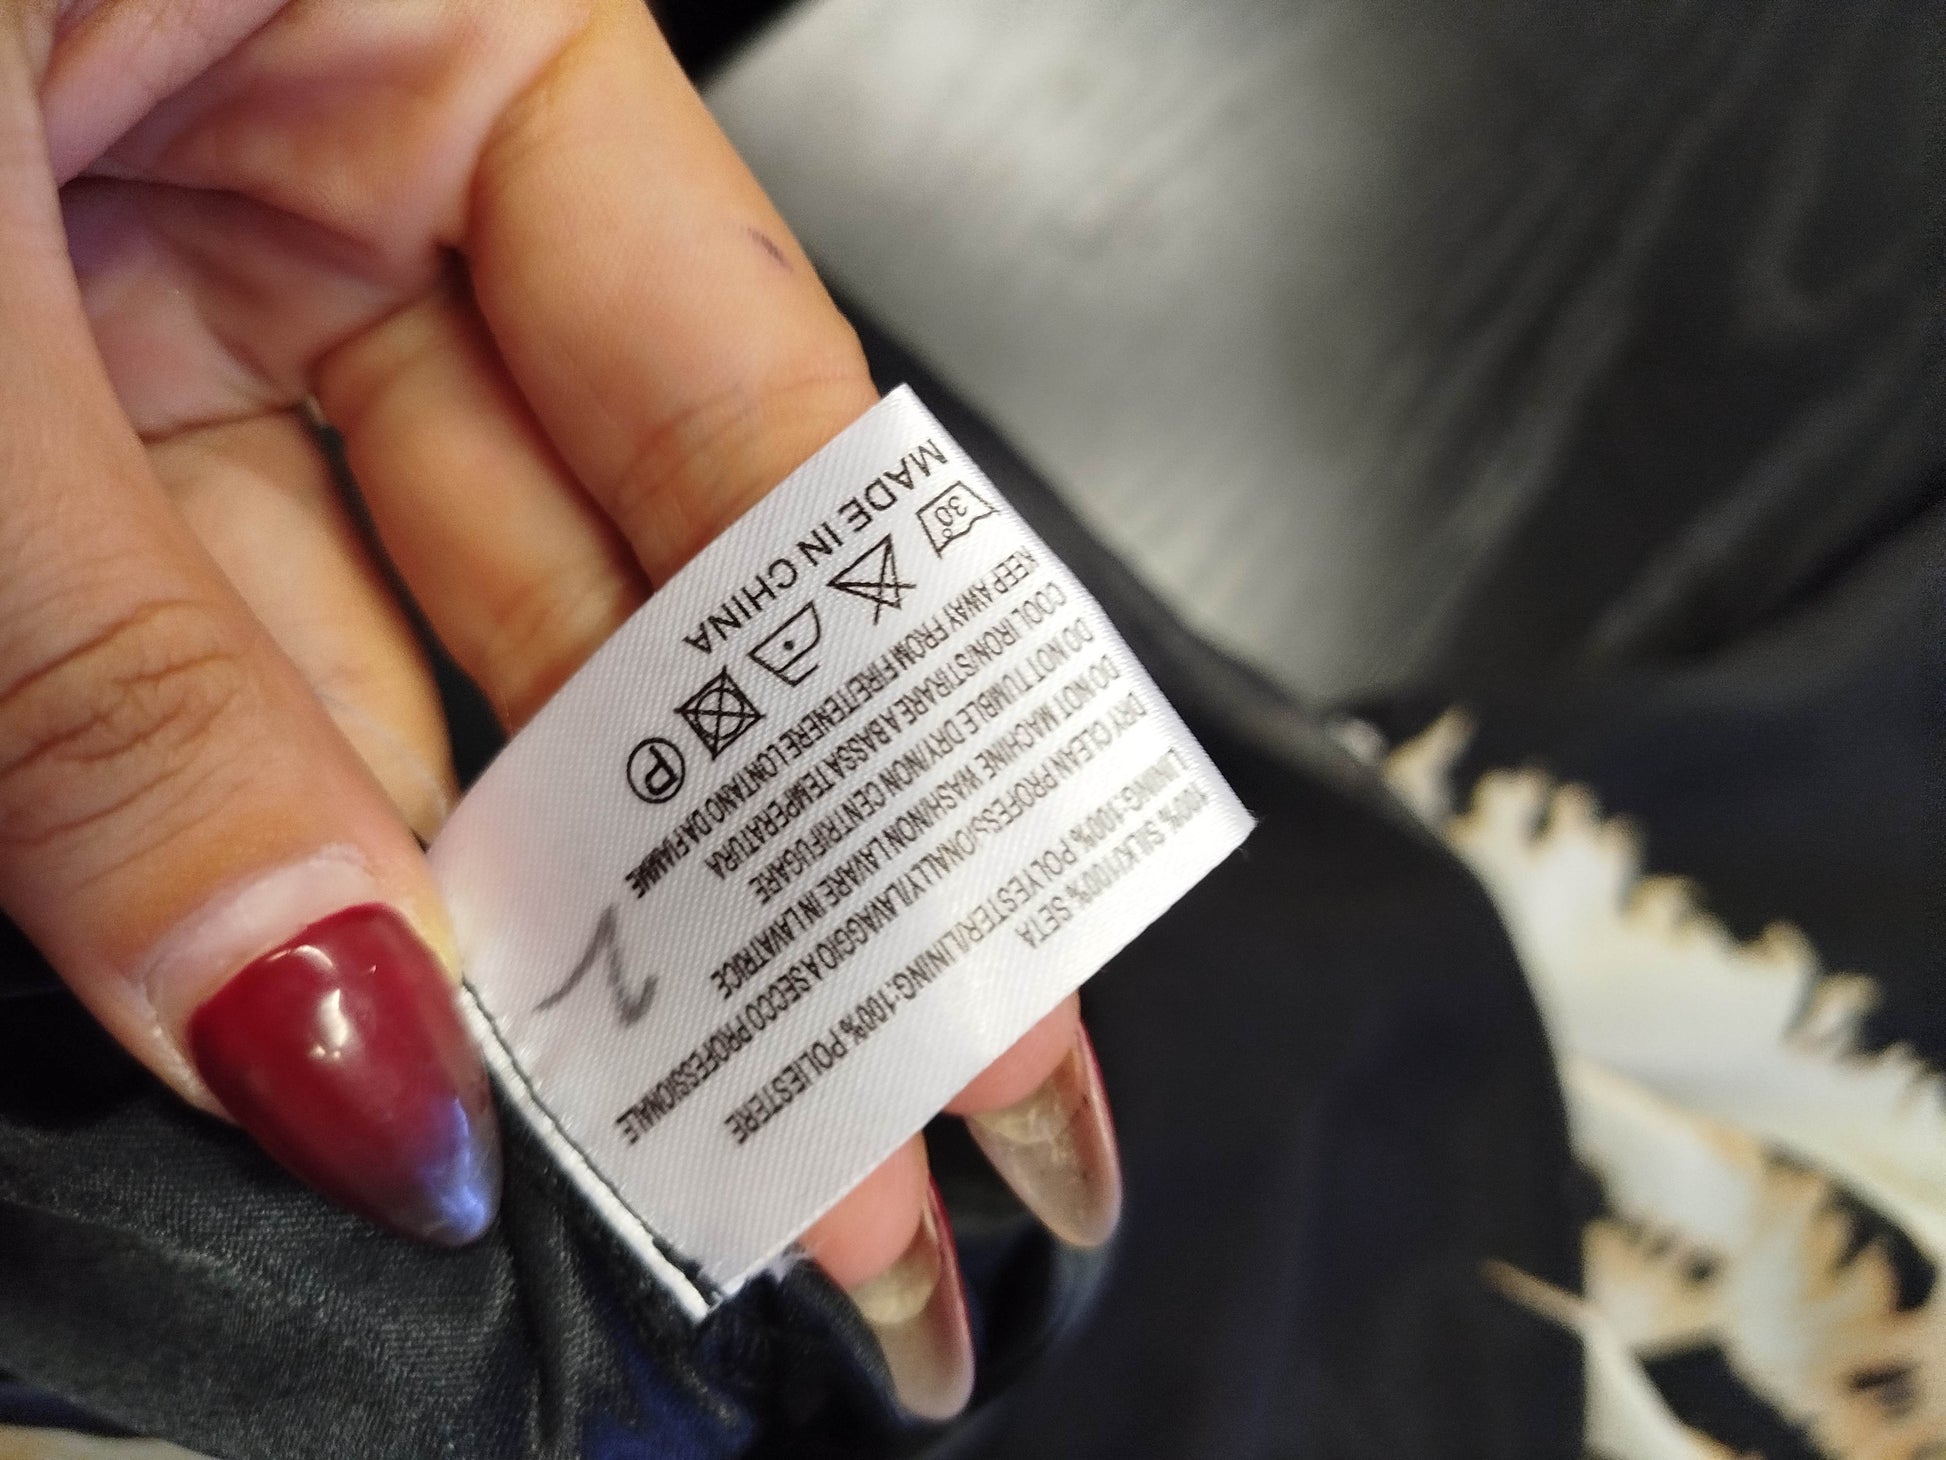 100% SILK/100% SETA
LINING:100% POLYESTER/LINING:100% POLIESTERE
DRY CLEAN PROFESSIONALLY/LAVAGGIO A SECCO PROFESSIONALE
DO NOT MACHINE WASH/NON LAVARE IN LAVATRICE
DO NOT TUMBLE DRY/NON CENTRIFUGARE
COOL IRON/STIRARE A BASSA TEMPERATURA
KEEP AWAY FROM FIRE/TENERE LONTANO DA FIAMME
30° P
MADE IN CHINA
2